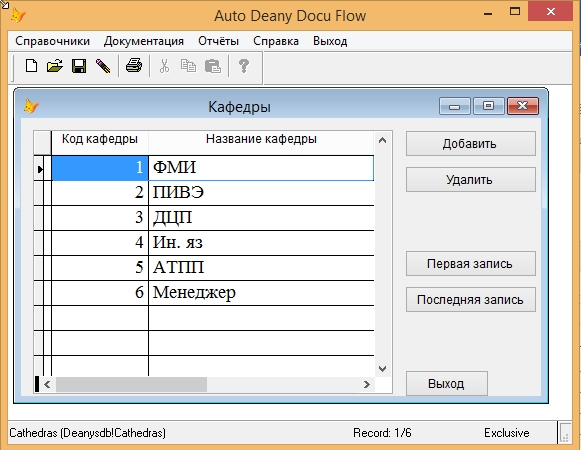 Auto Deany Docu Flow
Справочники Документация Отчёты Справка Выход
Кафедры
Код кафедры Название кафедры
1 ФМИ
2 ПИВЭ
3 ДЦП
4 Ин. яз
5 АТПП
6 Менеджер
Добавить
Удалить
Первая запись
Последняя запись
Выход
Cathedras (Deanysdb!Cathedras) Record: 1/6 Exclusive